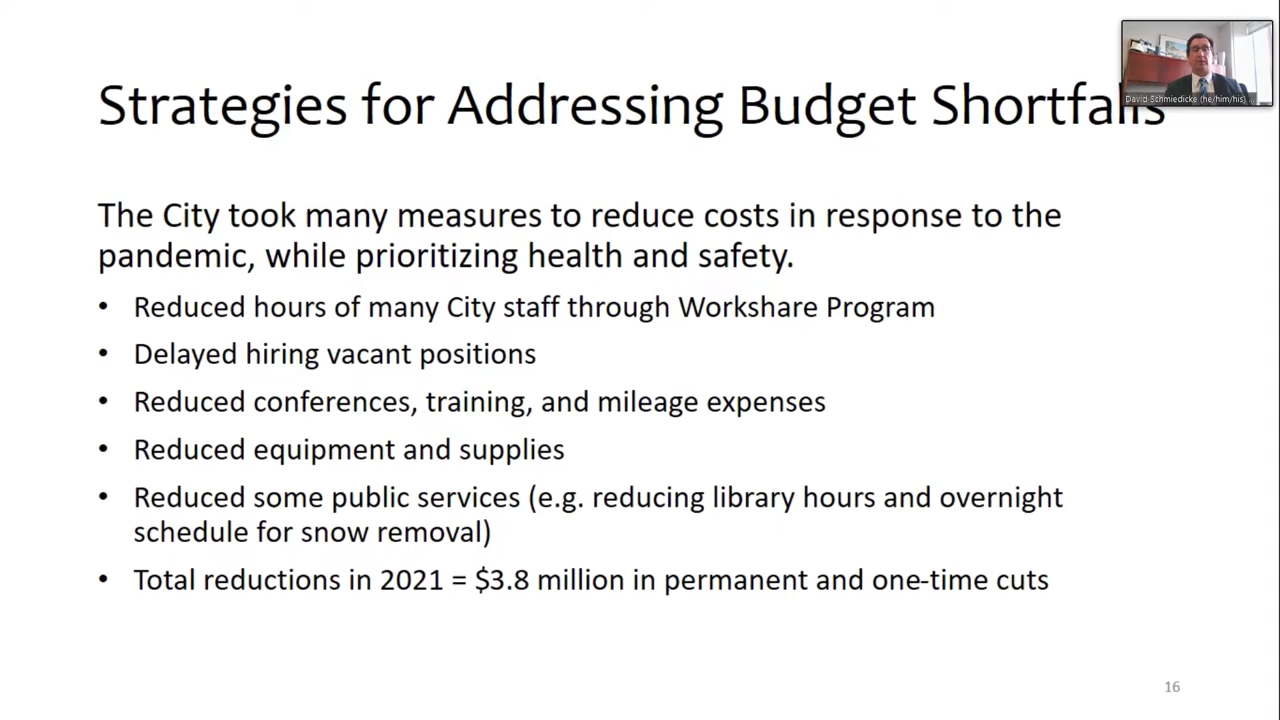 Strategies for Addressing Budget Shortfalls
David Schmiedicke (he/him/his)
The City took many measures to reduce costs in response to the
pandemic, while prioritizing health and safety.
• Reduced hours of many City staff through Workshare Program
• Delayed hiring vacant positions
• Reduced conferences, training, and mileage expenses
• Reduced equipment and supplies
• Reduced some public services (e.g. reducing library hours and overnight
schedule for snow removal)
• Total reductions in 2021 = $3.8 million in permanent and one-time cuts
16